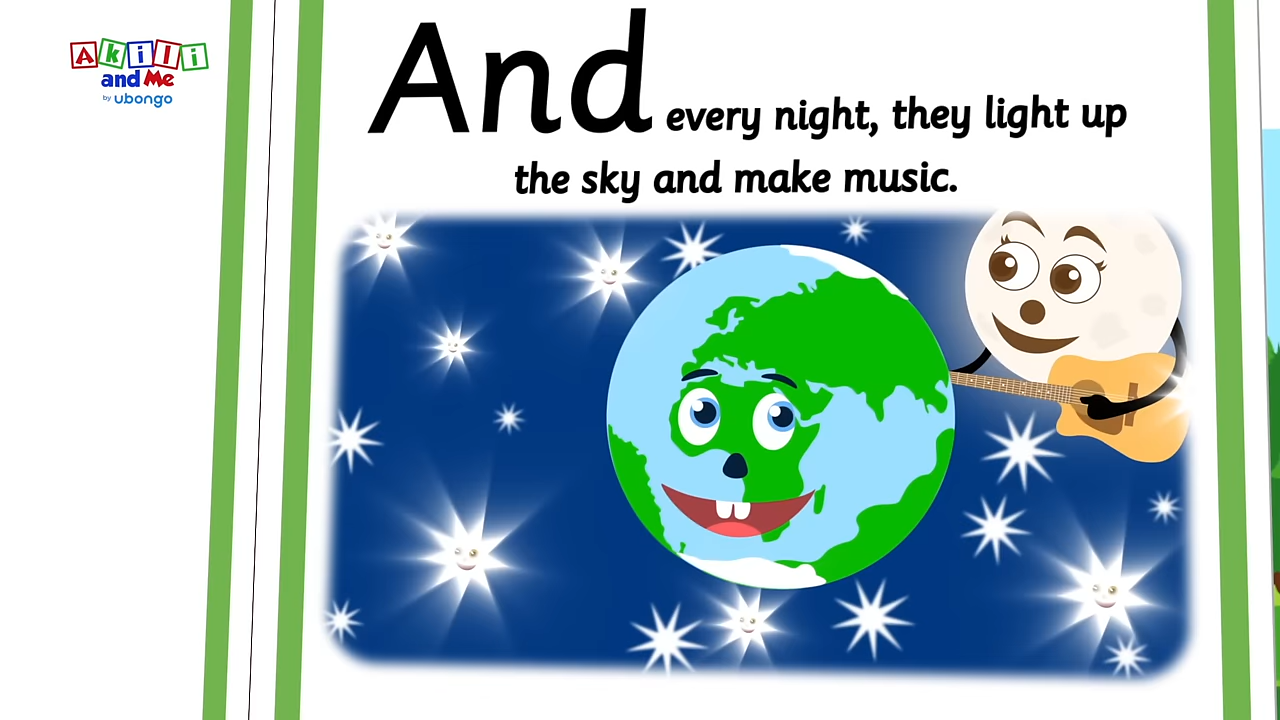 Akili
and Me
by ubongo
And every night, they light up
the sky and make music.